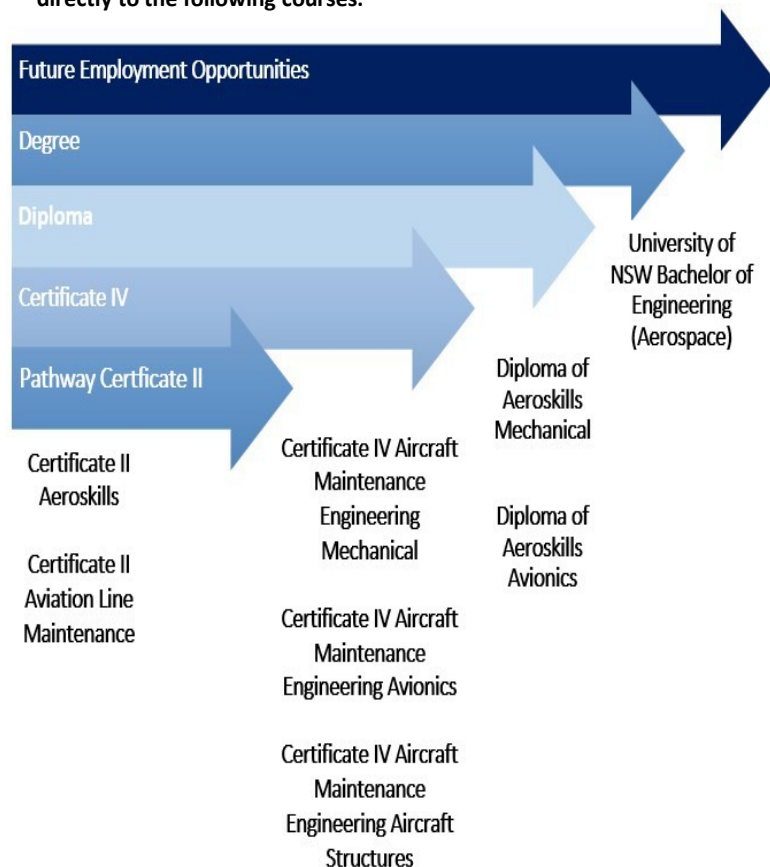 directly to the following courses:
Future Employment Opportunities
Degree
Diploma
Certificate IV
Pathway Certficate II
University of
NSW Bachelor of
Engineering
(Aerospace)
Diploma of
Aeroskills
Mechanical
Diploma of
Aeroskills
Avionics
Certificate IV Aircraft
Maintenance
Engineering
Mechanical
Certificate IV Aircraft
Maintenance
Engineering Avionics
Certificate IV Aircraft
Maintenance
Engineering Aircraft
Structures
Certificate II
Aeroskills
Certificate II
Aviation Line
Maintenance